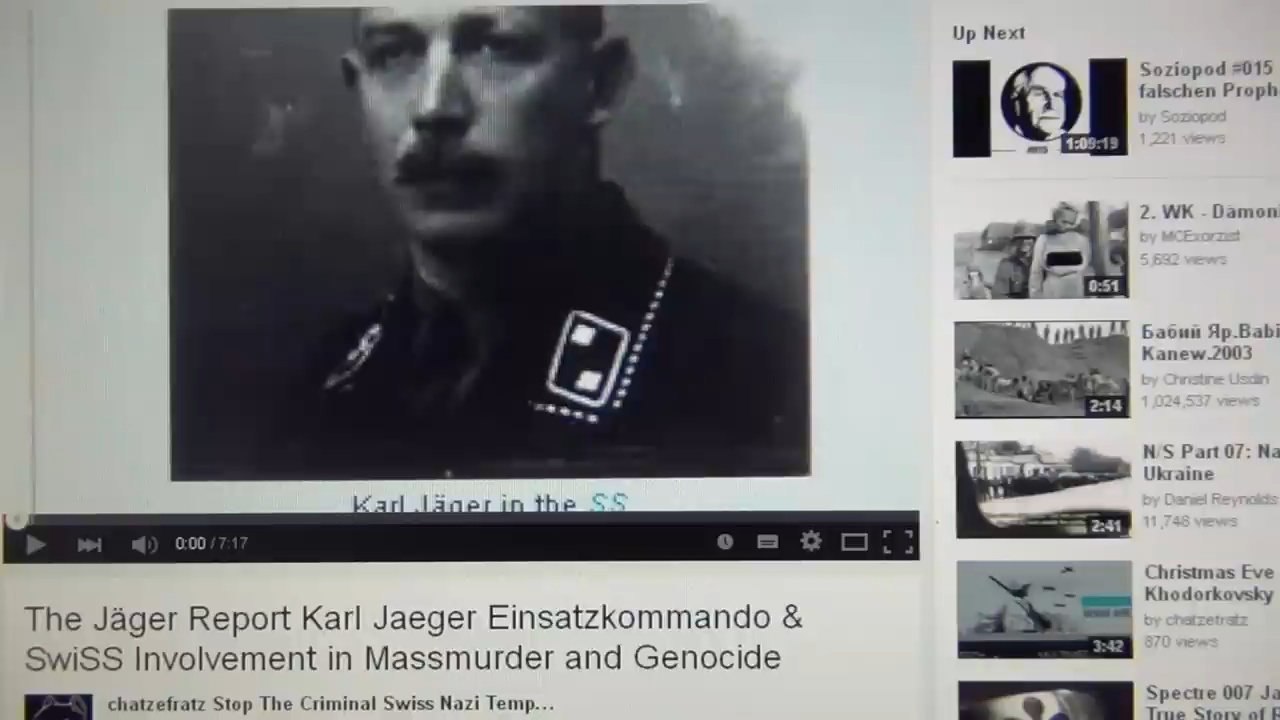 Karl Jäger in the SS
0:00 / 7:17
The Jäger Report Karl Jaeger Einsatzkommando &
SwiSS Involvement in Massmurder and Genocide
chatzefratz Stop The Criminal Swiss Nazi Temp...
Up Next
Soziopod #015
falschen Proph
by Soziopod
1,221 views
1:09:19
2. WK - Dämon
by MCExorzist
5,692 views
0:51
Бабий Яр.Babi
Kanew.2003
by Christine Usdin
1,024,537 views
2:14
N/S Part 07: Na
Ukraine
by Daniel Reynolds
11,748 views
2:41
Christmas Eve
Khodorkovsky
by chatzefratz
870 views
3:42
Spectre 007 Ja
True Story of